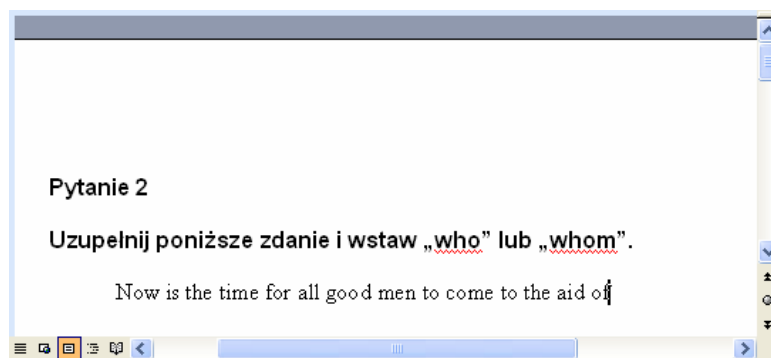 Pytanie 2
Uzupełnij poniższe zdanie i wstaw „who” lub „whom”.
Now is the time for all good men to come to the aid of